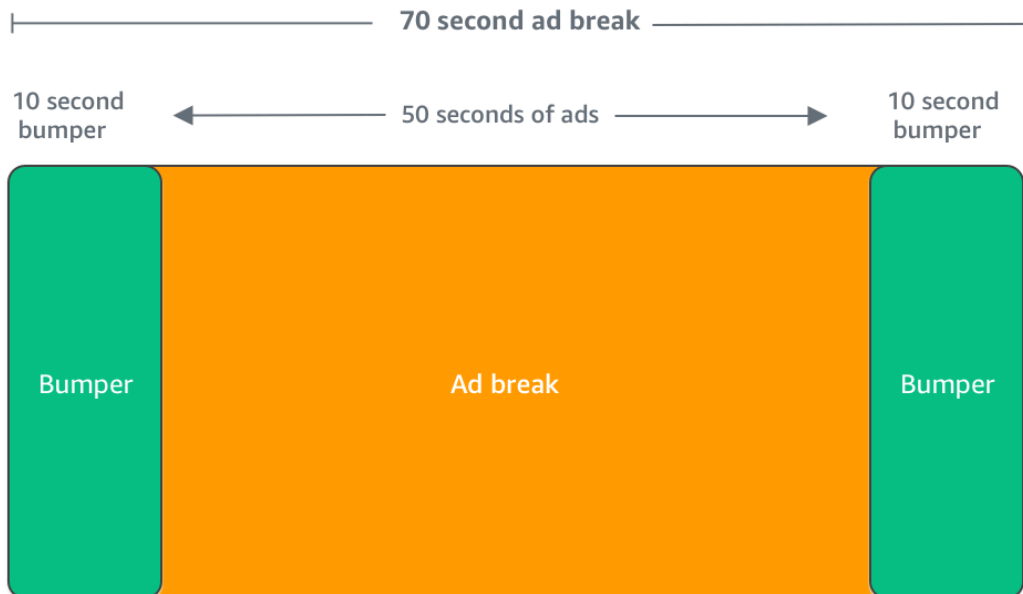 70 second ad break
10 second
bumper
50 seconds of ads
10 second
bumper
Bumper
Ad break
Bumper